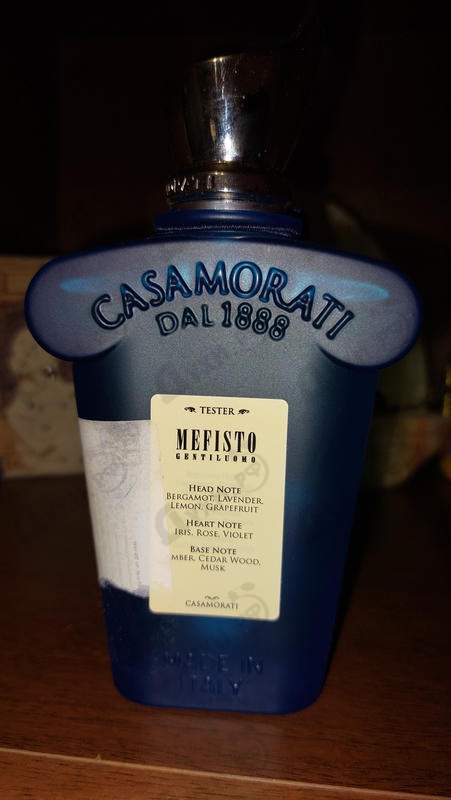 CASAMORATI
DAL 1888
TESTER
MEFISTO
GENTILUOMO
HEAD NOTE
BERGAMOT, LAVENDER,
LEMON, GRAPEFRUIT
HEART NOTE
IRIS, ROSE, VIOLET
BASE NOTE
MBER, CEDAR WOOD,
MUSK
CASAMORATI
MADE IN
ITALY